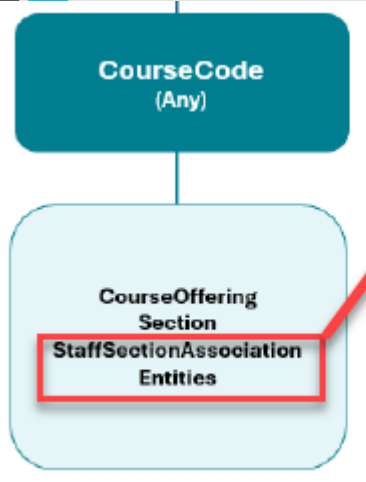 CourseCode
(Any)
CourseOffering
Section
StaffSectionAssociation
Entities